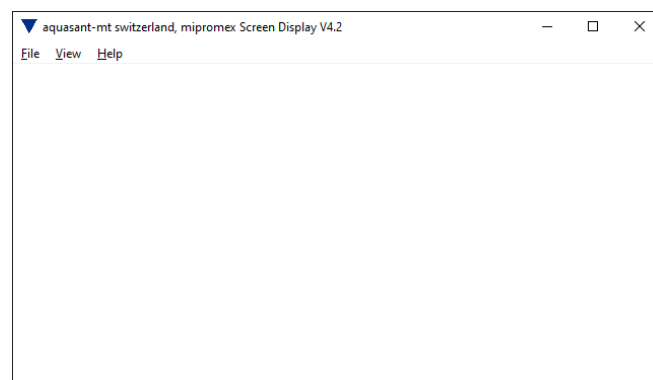 aquasant-mt switzerland, mipromex Screen Display V4.2
File View Help